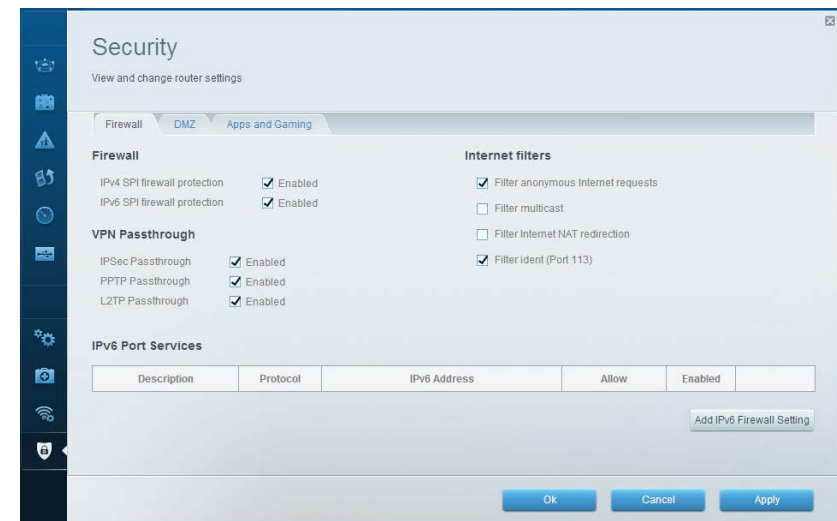 Security
View and change router settings
Firewall DMZ Apps and Gaming
Firewall
IPv4 SPI firewall protection Enabled
IPv6 SPI firewall protection Enabled
VPN Passthrough
IPSec Passthrough Enabled
PPTP Passthrough Enabled
L2TP Passthrough Enabled
Internet filters
Filter anonymous Internet requests
Filter multicast
Filter Internet NAT redirection
Filter ident (Port 113)
IPv6 Port Services
Description Protocol IPv6 Address Allow Enabled
Add IPv6 Firewall Setting
Ok Cancel Apply